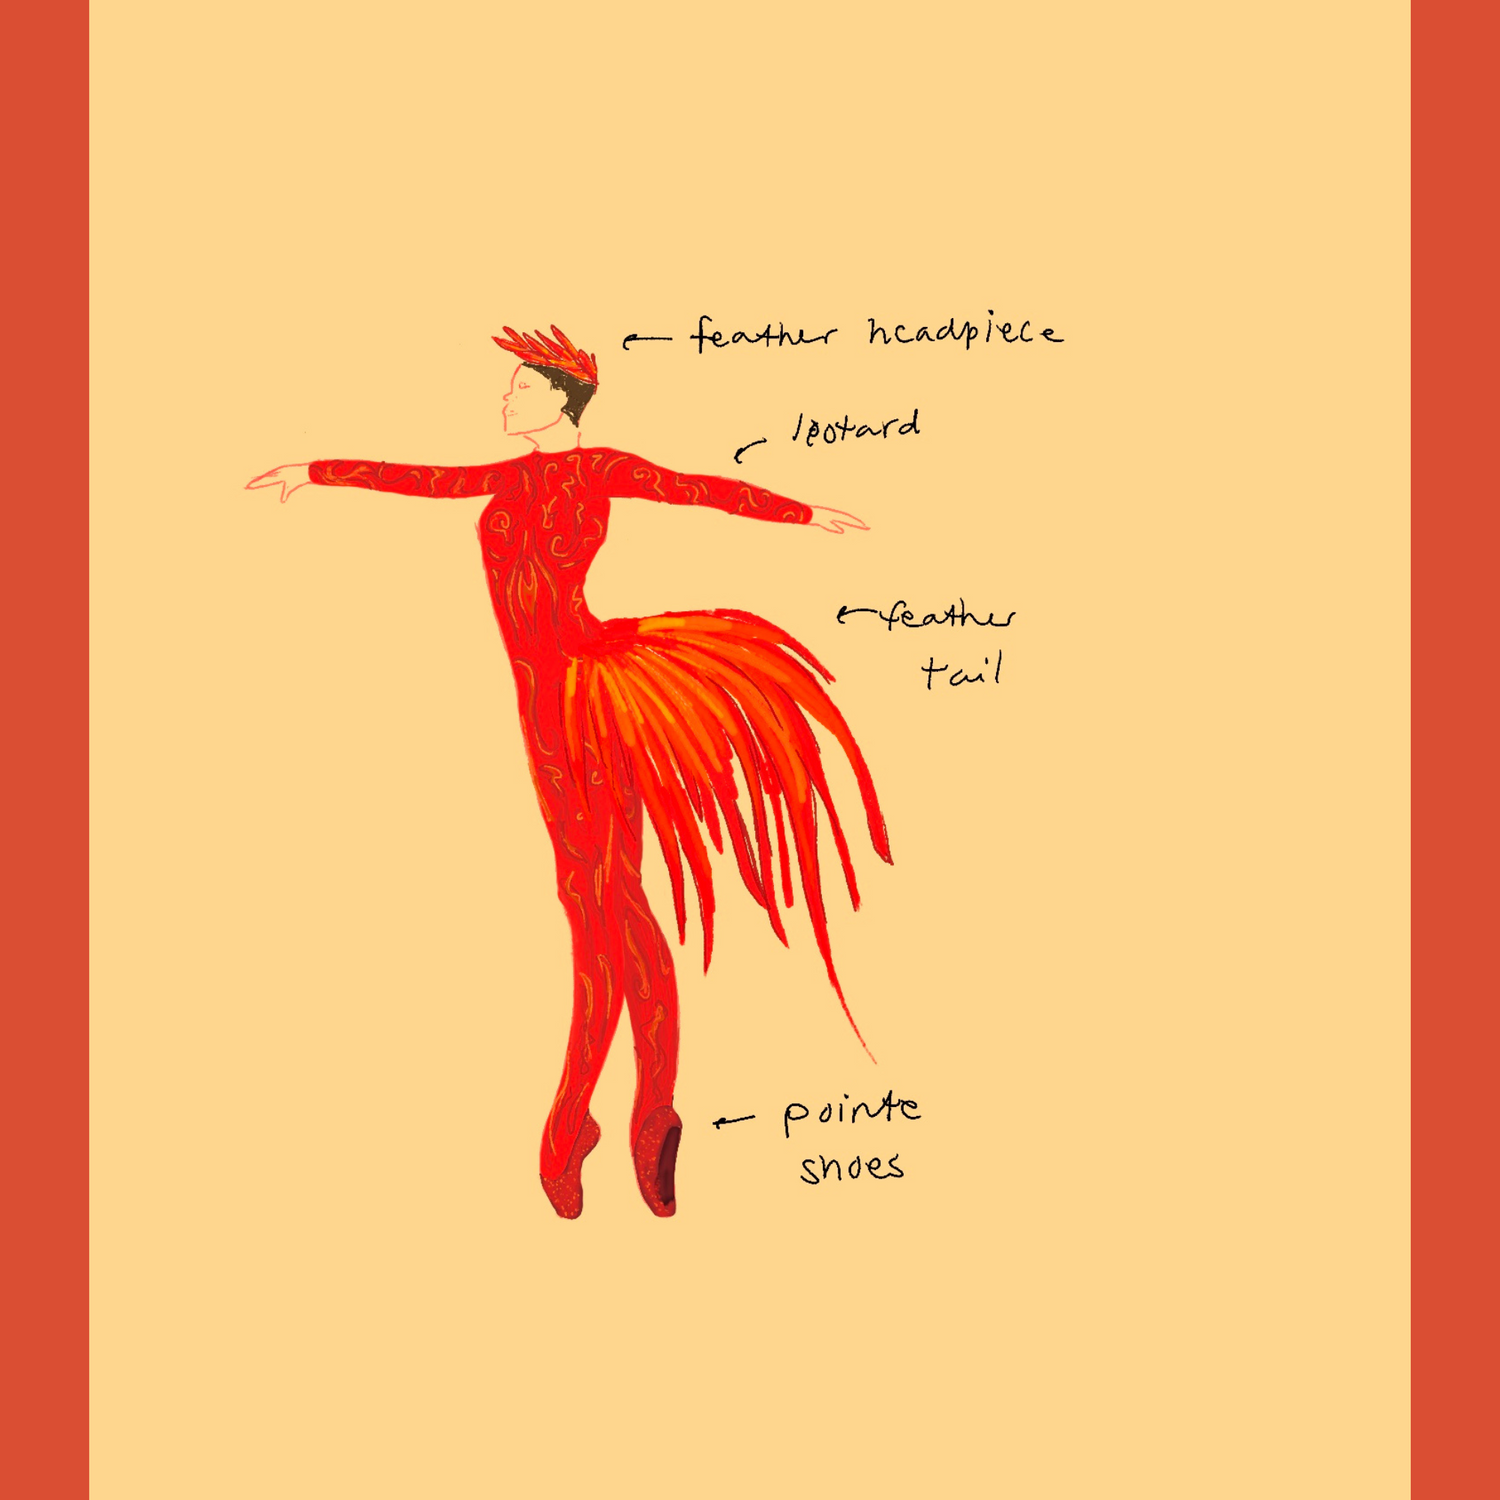 feather headpiece
leotard
feather
tail
pointe
shoes